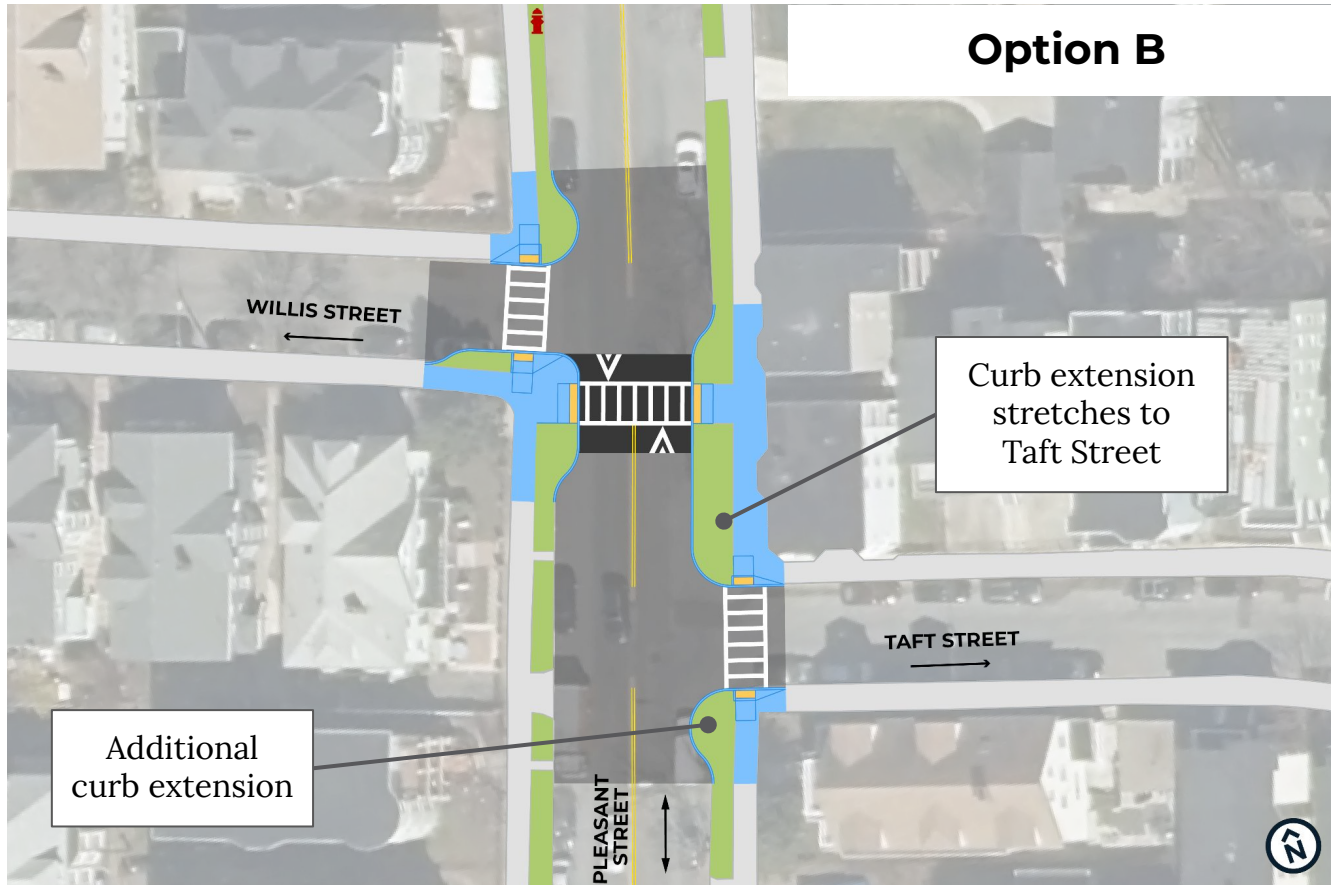 Option B
WILLIS STREET
Curb extension
stretches to
Taft Street
TAFT STREET
Additional
curb extension
PLEASANT
STREET
N